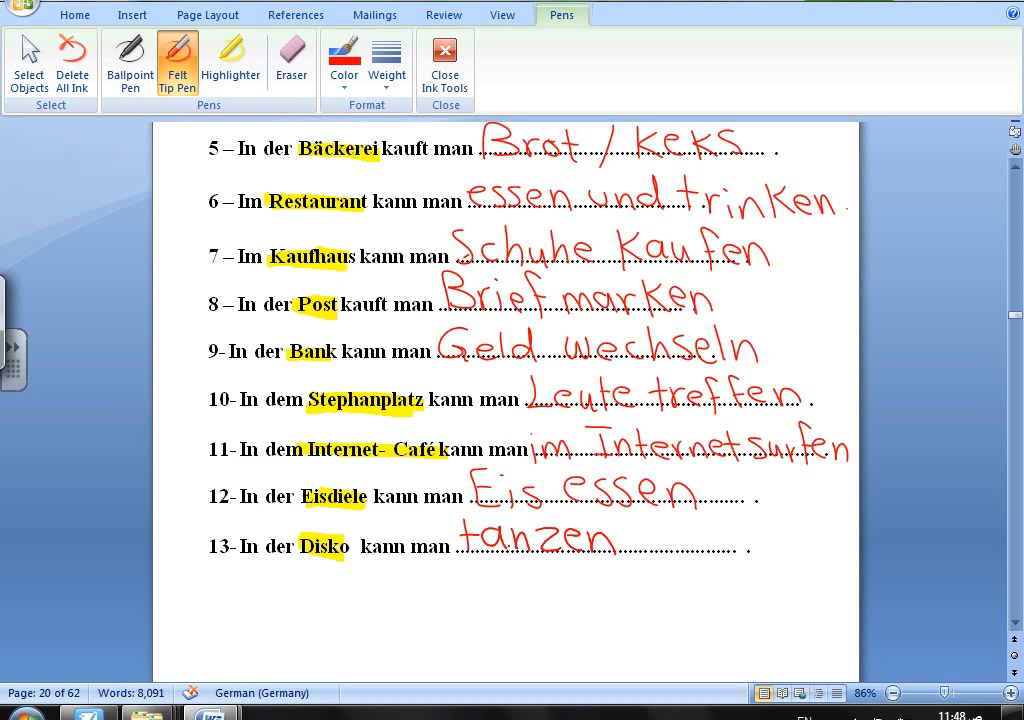 Home Insert Page Layout References Mailings Review View Pens
Select Objects Delete All Ink Ballpoint Pen Felt Tip Pen Highlighter Eraser Color Weight Close Ink Tools
Select Pens Format Close
5 – In der Bäckerei kauft man Brot / Keks .
6 – Im Restaurant kann man essen und trinken.
7 – Im Kaufhaus kann man Schuhe kaufen
8 – In der Post kauft man Briefmarken
9- In der Bank kann man Geld wechseln
10- In dem Stephanplatz kann man Leute treffen .
11- In dem Internet- Café kann man im Internet surfen
12- In der Eisdiele kann man Eis essen .
13- In der Disko kann man tanzen .
Page: 20 of 62 Words: 8,091 German (Germany) 86%
EN 11:48 ص